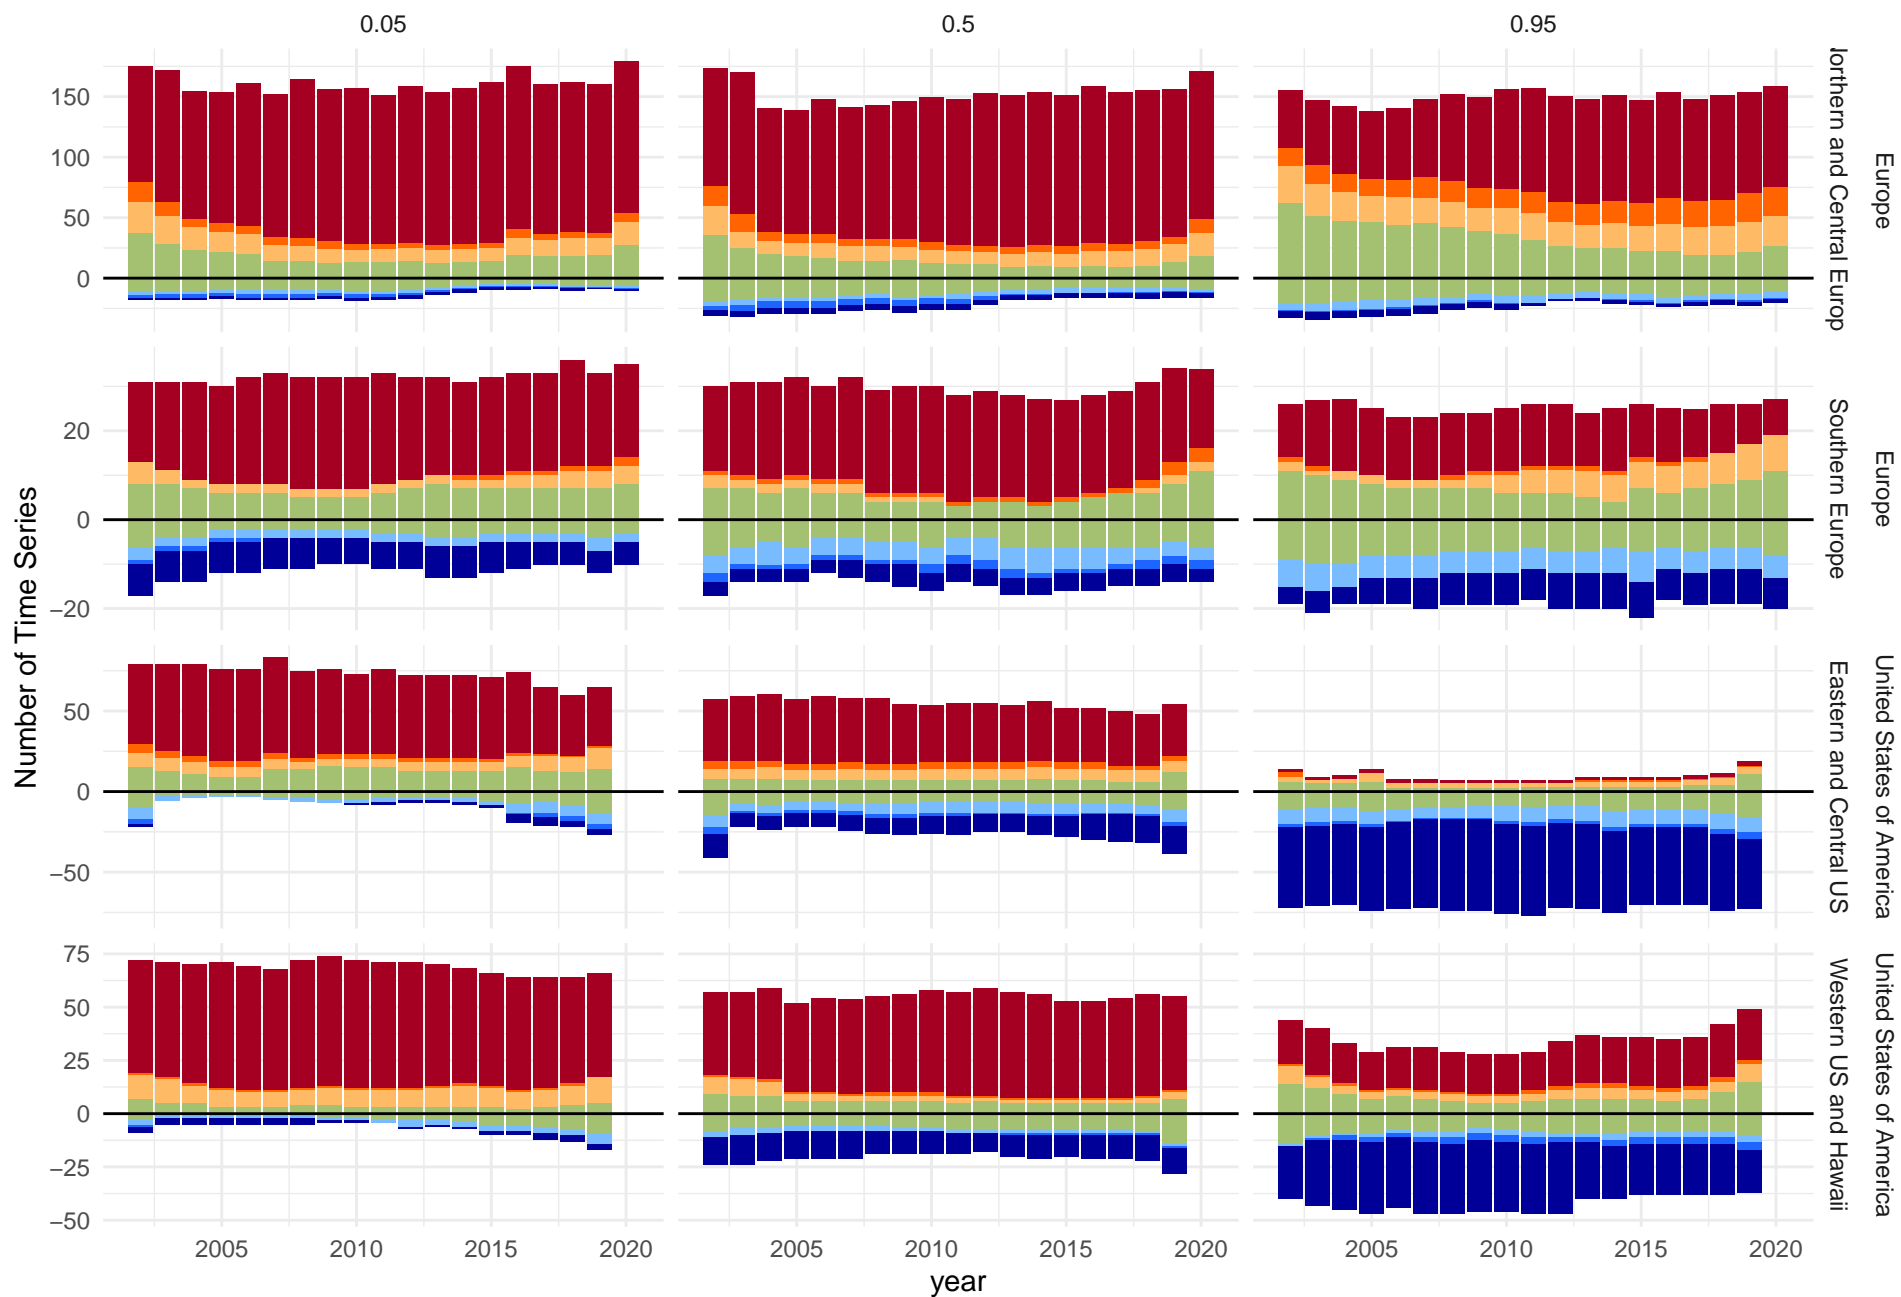 0.05
0.5
0.95
150
100
50
0
orthern and Central Europ
Europe
20
0
−20
Southern Europe
Europe
50
0
−50
Eastern and Central US
United States of America
75
50
25
0
−25
−50
Western US and Hawaii
United States of America
Number of Time Series
2005 2010 2015 2020
2005 2010 2015 2020
2005 2010 2015 2020
year